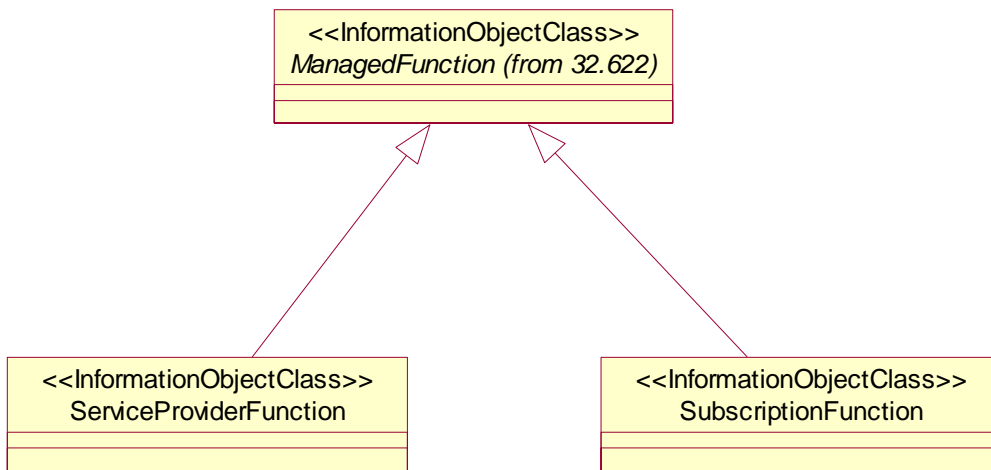 <<InformationObjectClass>>
ManagedFunction (from 32.622)
<<InformationObjectClass>>
ServiceProviderFunction
<<InformationObjectClass>>
SubscriptionFunction